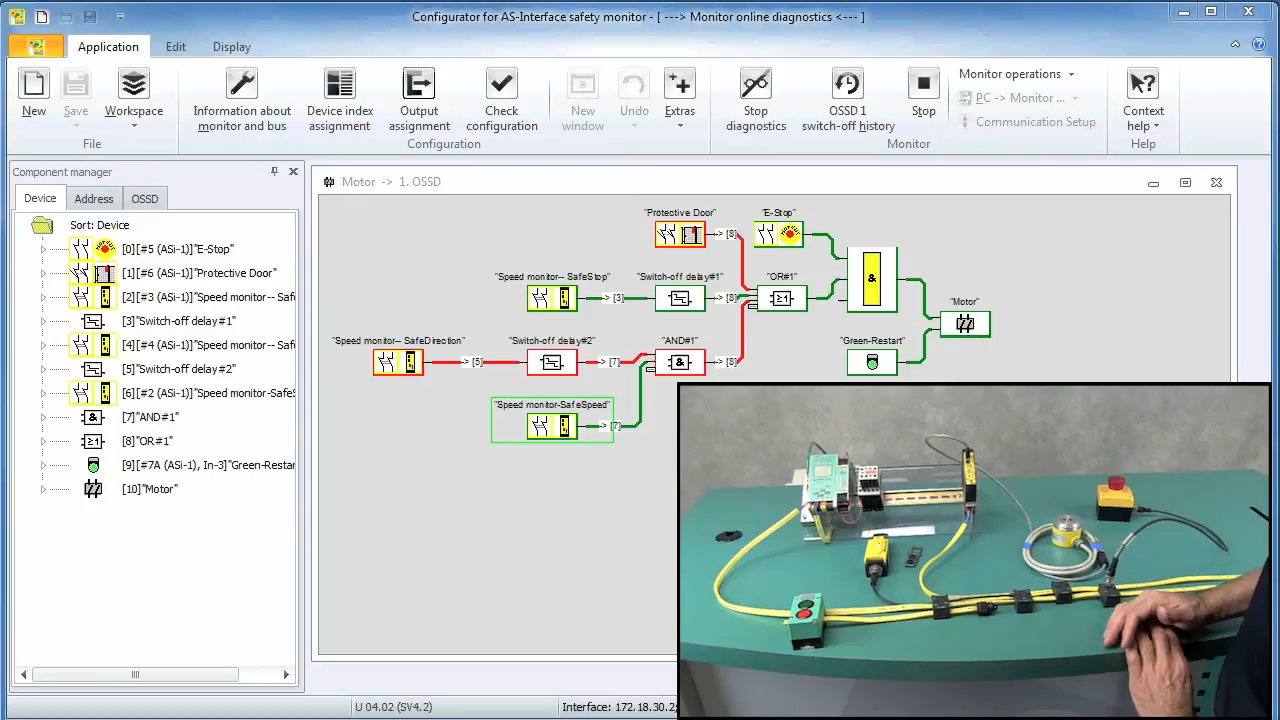 Configurator for AS-Interface safety monitor - [ ---> Monitor online diagnostics <--- ]
Application Edit Display
New Save Workspace Information about monitor and bus Device index assignment Output assignment Check configuration New window Undo Extras Stop diagnostics OSSD 1 switch-off history Stop Monitor operations PC -> Monitor ... Communication Setup Context help
File Configuration Monitor Help
Component manager
Device Address OSSD
Sort: Device
[0][#5 (ASi-1)]"E-Stop"
[1][#6 (ASi-1)]"Protective Door"
[2][#3 (ASi-1)]"Speed monitor-- Safe
[3]"Switch-off delay#1"
[4][#4 (ASi-1)]"Speed monitor-- Safe
[5]"Switch-off delay#2"
[6][#2 (ASi-1)]"Speed monitor-SafeS
[7]"AND#1"
[8]"OR#1"
[9][#7A (ASi-1), In-3]"Green-Restar
[10]"Motor"
Motor -> 1. OSSD
"Protective Door" "E-Stop"
-> [8]
&
"Speed monitor-- SafeStop" "Switch-off delay#1" "OR#1"
-> [3] -> [8] ≥1
"Motor"
"Speed monitor-- SafeDirection" "Switch-off delay#2" "AND#1" "Green-Restart"
-> [5] -> [7] & -> [8]
"Speed monitor-SafeSpeed"
-> [7]
U 04.02 (SV4.2) Interface: 172.18.30.2;